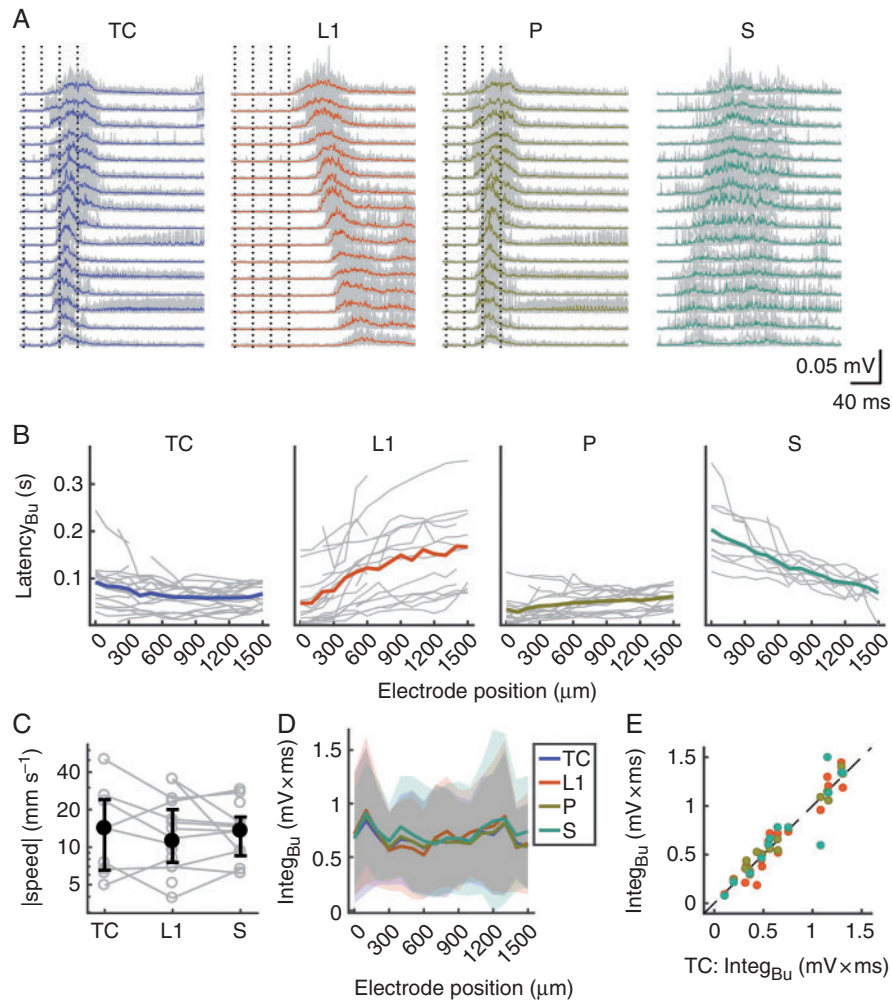 A
TC L1 P S
0.05 mV
40 ms
B
TC L1 P S
Latency_Bu (s)
0.3
0.2
0.1
0 300 600 900 1200 1500 0 300 600 900 1200 1500 0 300 600 900 1200 1500 0 300 600 900 1200 1500
Electrode position (μm)
C
|speed| (mm s⁻¹)
40
20
10
5
TC L1 S
D
Integ_Bu (mV×ms)
1.5
1
0.5
0
0 300 600 900 1200 1500
Electrode position (μm)
TC
L1
P
S
E
Integ_Bu (mV×ms)
1.5
1.0
0.5
0
0 0.5 1 1.5
TC: Integ_Bu (mV×ms)